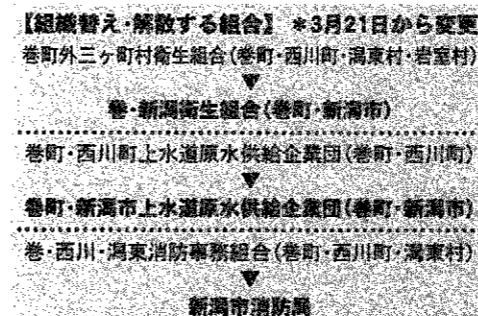 【組織替え・解散する組合】 *3月21日から変更
巻町外三ヶ町村衛生組合(巻町・西川町・潟東村・岩室村)
▼
巻・新潟衛生組合(巻町・新潟市)
巻町・西川町上水道原水供給企業団(巻町・西川町)
▼
巻町・新潟市上水道原水供給企業団(巻町・新潟市)
巻・西川・潟東消防事務組合(巻町・西川町・潟東村)
▼
新潟市消防局